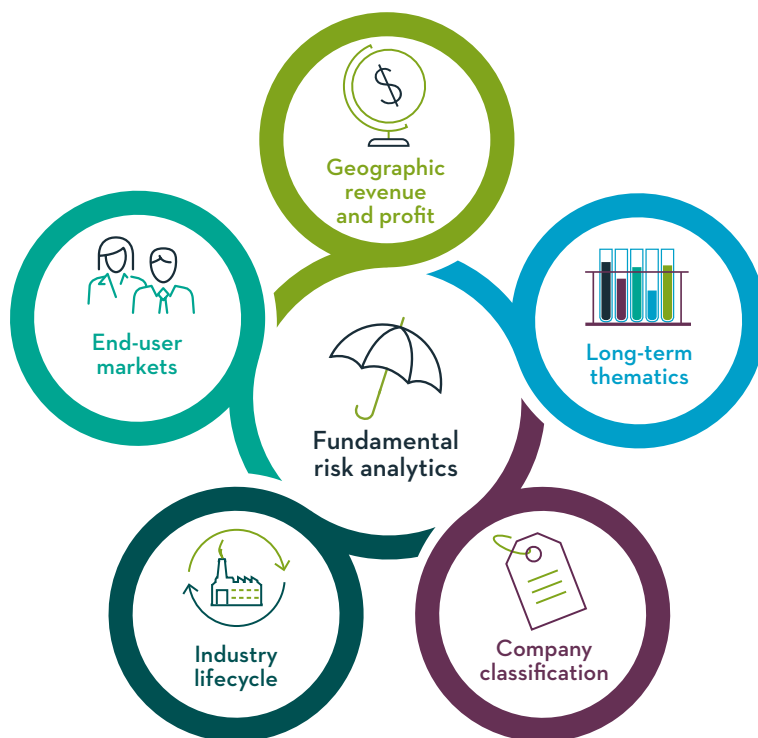 Geographic
revenue
and profit
End-user
markets
Long-term
thematics
Fundamental
risk analytics
Industry
lifecycle
Company
classification